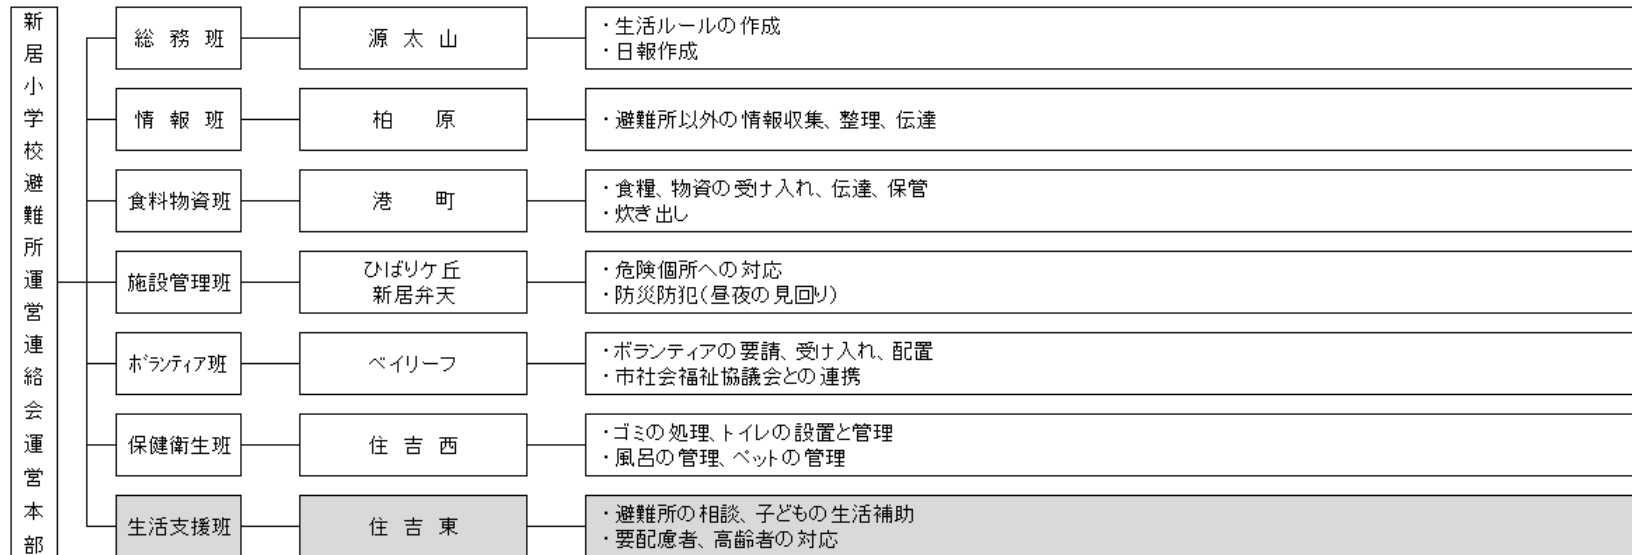 新居小学校避難所運営連絡会運営本部
総務班
源太山
・生活ルールの作成
・日報作成
情報班
柏原
・避難所以外の情報収集、整理、伝達
食料物資班
港町
・食糧、物資の受け入れ、伝達、保管
・炊き出し
施設管理班
ひばりケ丘
新居弁天
・危険個所への対応
・防災防犯(昼夜の見回り)
ボランティア班
ベイリーフ
・ボランティアの要請、受け入れ、配置
・市社会福祉協議会との連携
保健衛生班
住吉西
・ゴミの処理、トイレの設置と管理
・風呂の管理、ペットの管理
生活支援班
住吉東
・避難所の相談、子どもの生活補助
・要配慮者、高齢者の対応